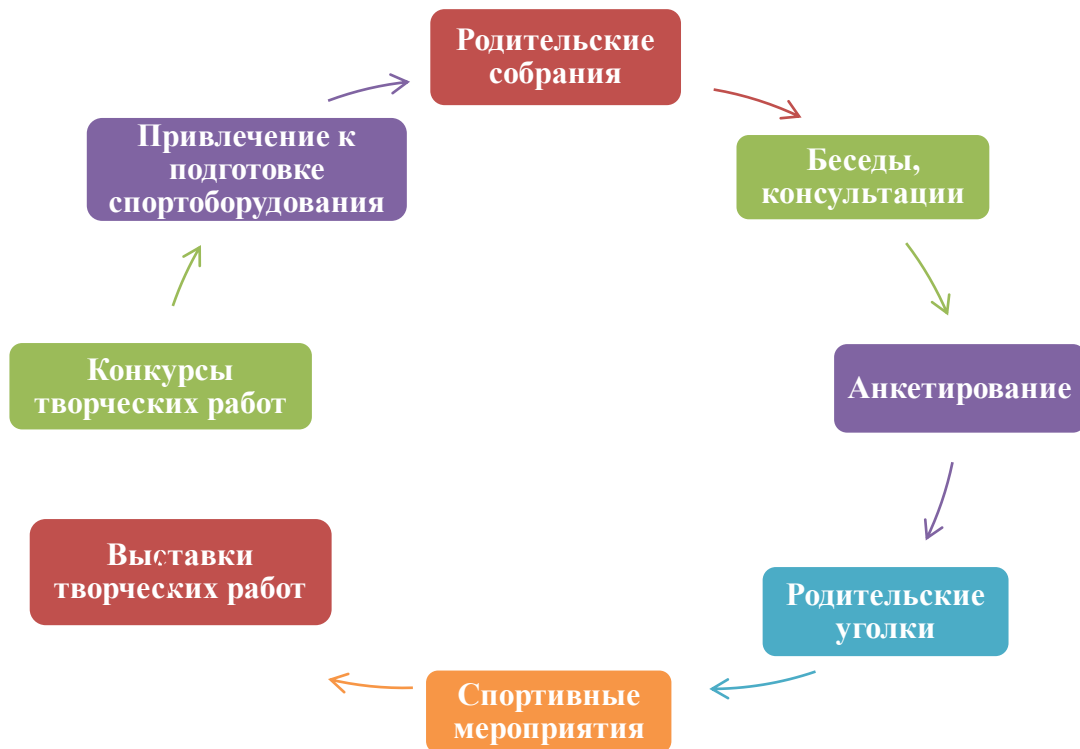 Родительские
собрания
Беседы,
консультации
Анкетирование
Родительские
уголки
Спортивные
мероприятия
Выставки
творческих работ
Конкурсы
творческих работ
Привлечение к
подготовке
спортоборудования